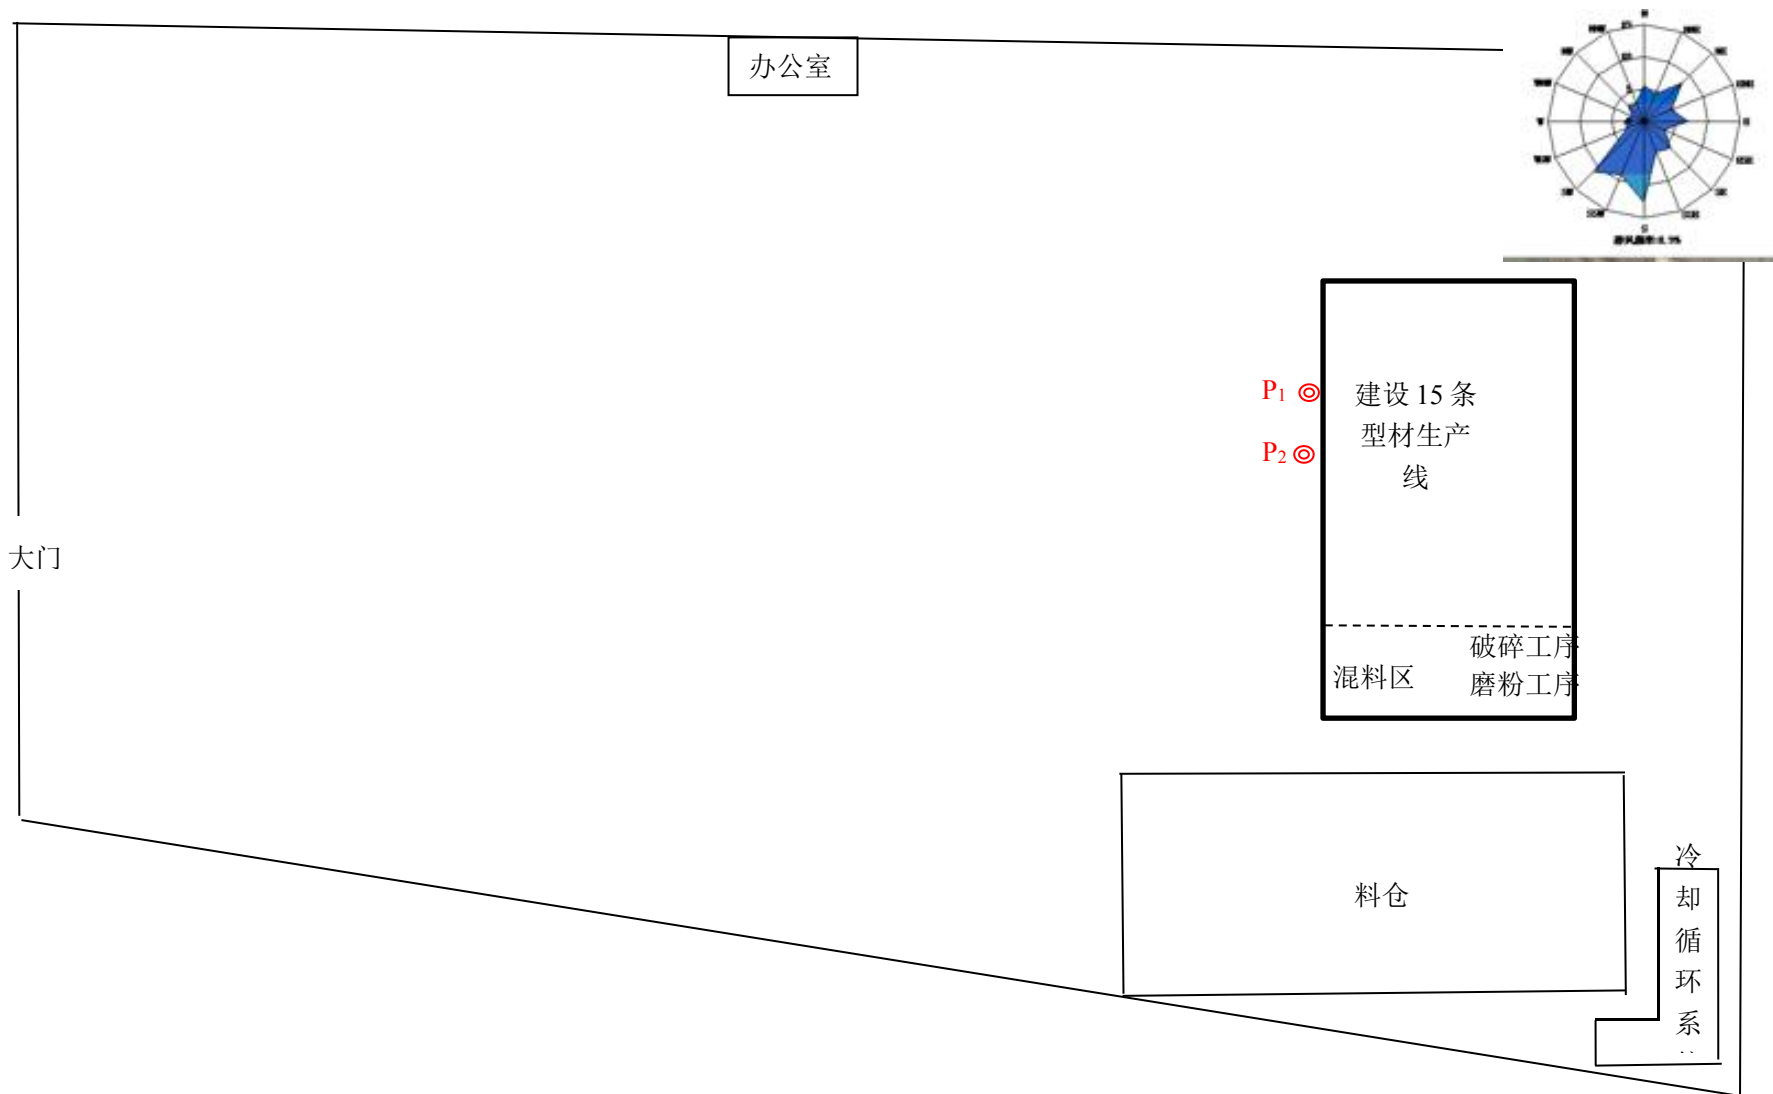 办公室
N
E
S
W
P1
P2
建设 15 条
型材生产
线
大门
混料区
破碎工序
磨粉工序
料仓
冷
却
循
环
系